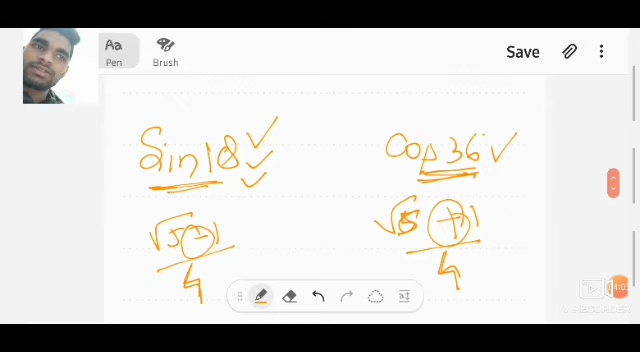 Aa
Pen
Brush
Save
Sin18 ✓✓✓
Cos36 ✓
√5-1
4
√5+1
4